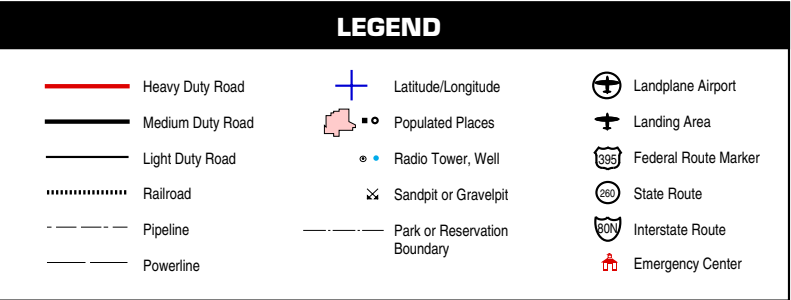 LEGEND
Heavy Duty Road
Medium Duty Road
Light Duty Road
Railroad
Pipeline
Powerline
Latitude/Longitude
Populated Places
Radio Tower, Well
Sandpit or Gravelpit
Park or Reservation
Boundary
Landplane Airport
Landing Area
395 Federal Route Marker
260 State Route
80N Interstate Route
Emergency Center